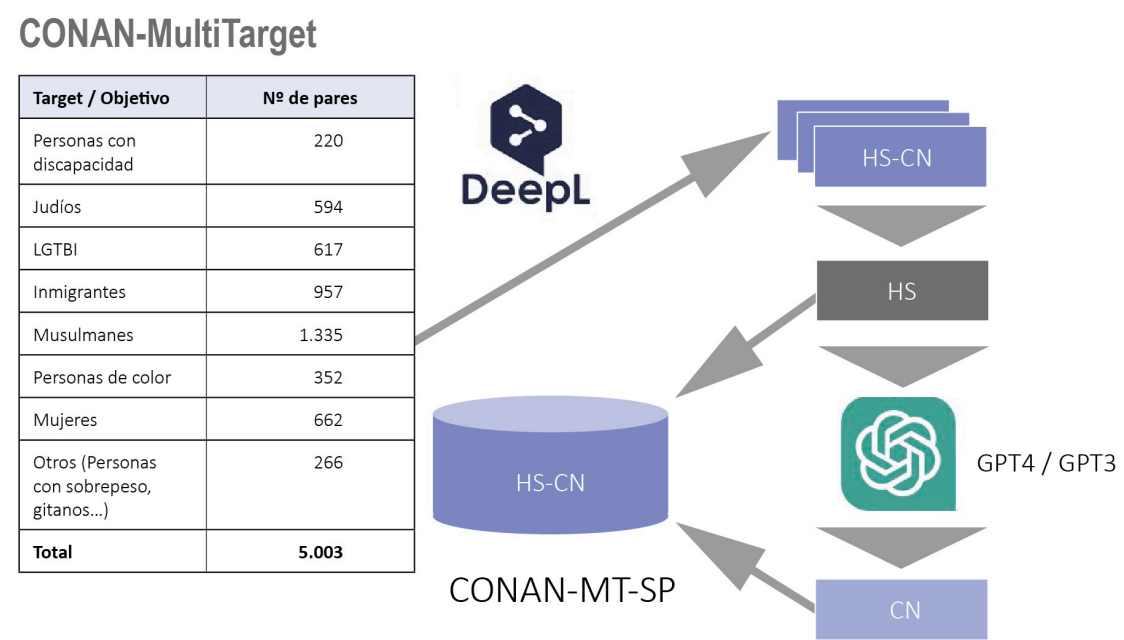 CONAN-MultiTarget
Target / Objetivo
Nº de pares
Personas con
discapacidad
220
Judíos
594
LGTBI
617
Inmigrantes
957
Musulmanes
1.335
Personas de color
352
Mujeres
662
Otros (Personas
con sobrepeso,
gitanos...)
266
Total
5.003
DeepL
HS-CN
HS
GPT4 / GPT3
CN
HS-CN
CONAN-MT-SP